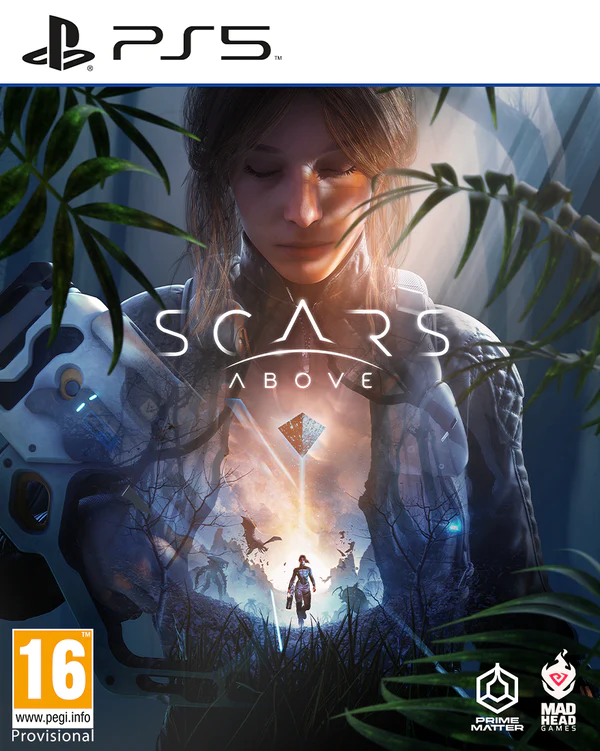 PS5
SCARS
ABOVE
16
www.pegi.info
Provisional
PRIME
MATTER
MAD
HEAD
GAMES